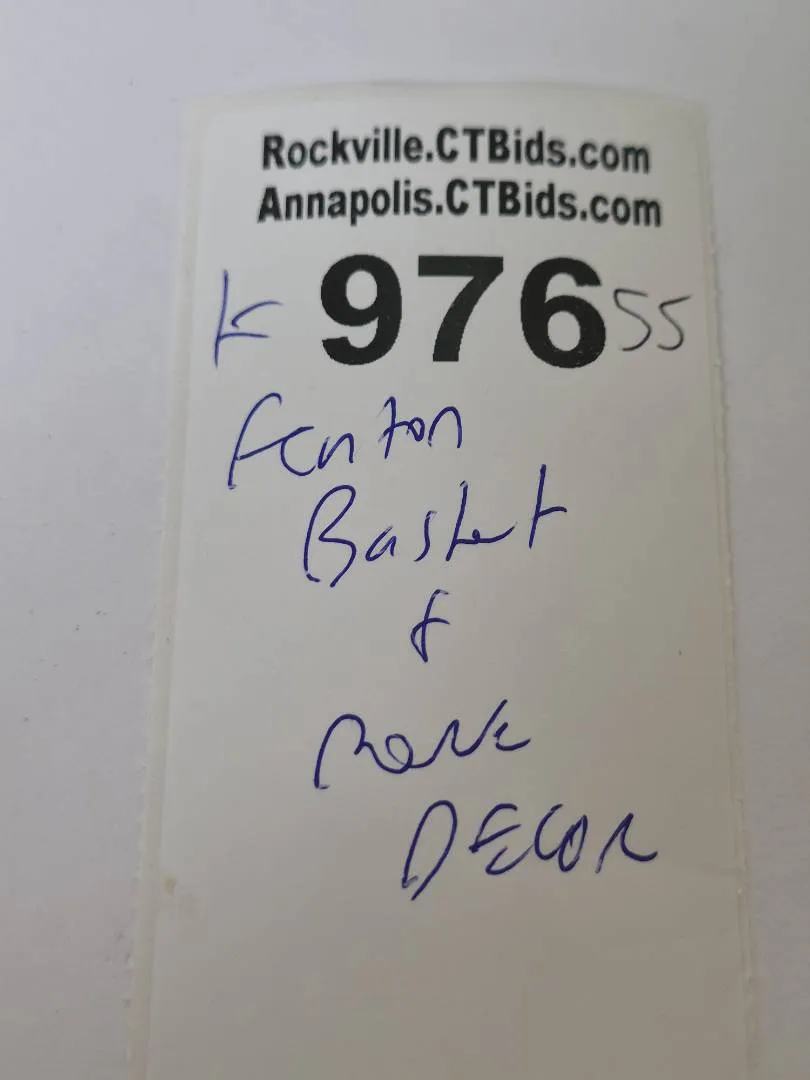 Rockville.CTBids.com
Annapolis.CTBids.com
K 976 55
Fenton
Basket
&
more
DECOR